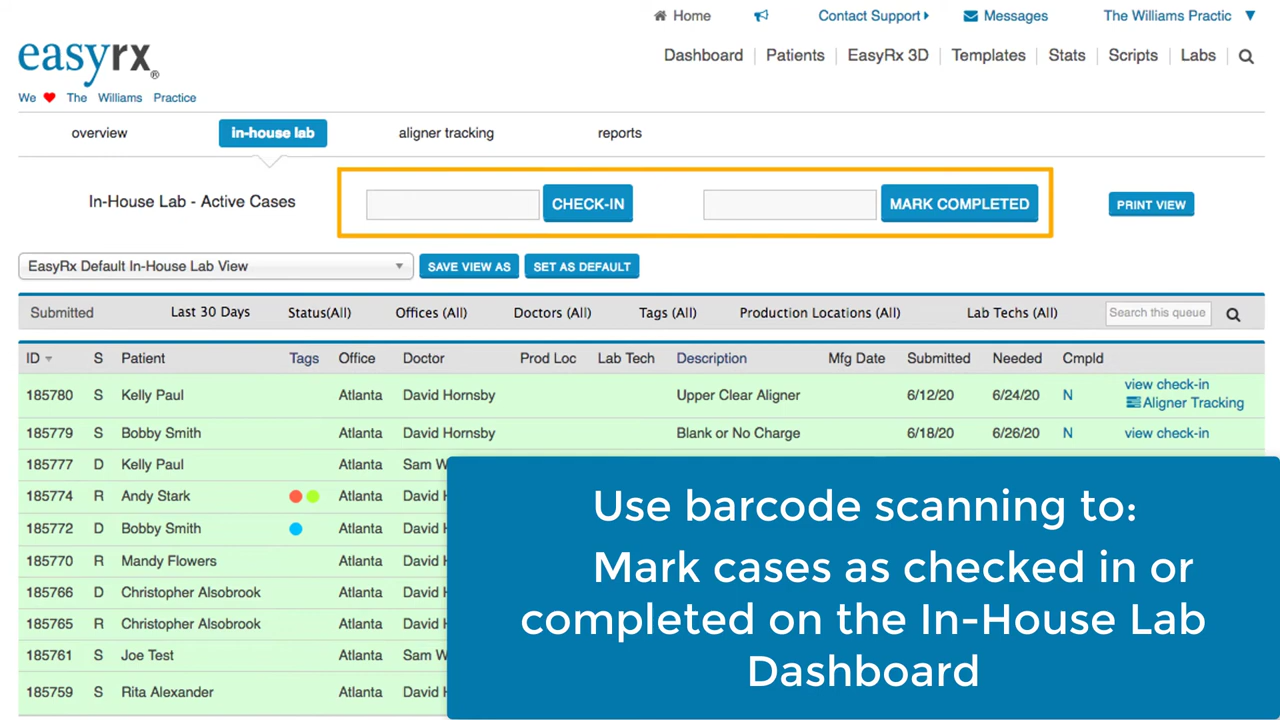 Home Contact Support Messages The Williams Practic
easyrx®
Dashboard Patients EasyRx 3D Templates Stats Scripts Labs
We The Williams Practice
overview in-house lab aligner tracking reports
In-House Lab - Active Cases CHECK-IN MARK COMPLETED PRINT VIEW
EasyRx Default In-House Lab View SAVE VIEW AS SET AS DEFAULT
Submitted Last 30 Days Status(All) Offices (All) Doctors (All) Tags (All) Production Locations (All) Lab Techs (All) Search this queue
ID S Patient Tags Office Doctor Prod Loc Lab Tech Description Mfg Date Submitted Needed Cmpld
185780 S Kelly Paul Atlanta David Hornsby Upper Clear Aligner 6/12/20 6/24/20 N view check-in
Aligner Tracking
185779 S Bobby Smith Atlanta David Hornsby Blank or No Charge 6/18/20 6/26/20 N view check-in
185777 D Kelly Paul Atlanta Sam W
185774 R Andy Stark Atlanta David H
185772 D Bobby Smith Atlanta David H
185770 R Mandy Flowers Atlanta David H
185766 D Christopher Alsobrook Atlanta David H
185765 R Christopher Alsobrook Atlanta David H
185761 S Joe Test Atlanta Sam W
185759 S Rita Alexander Atlanta David H
Use barcode scanning to:
Mark cases as checked in or
completed on the In-House Lab
Dashboard